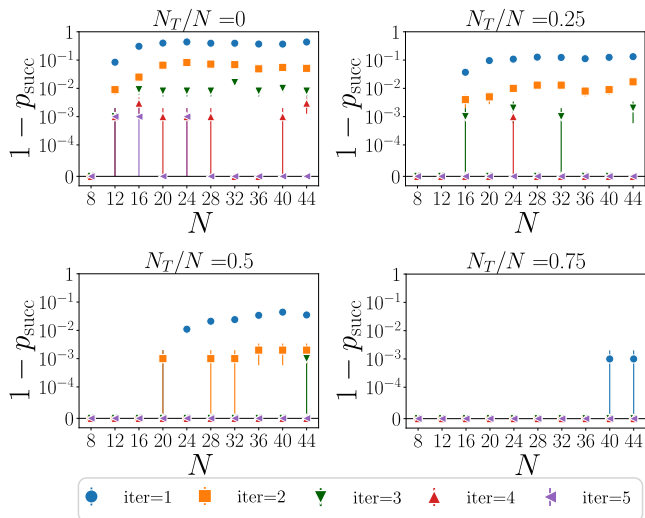 N_T/N =0
N_T/N =0.25
1 − p_succ
1
10^−1
10^−2
10^−3
10^−4
0
8 12 16 20 24 28 32 36 40 44
N
1 − p_succ
1
10^−1
10^−2
10^−3
10^−4
0
8 12 16 20 24 28 32 36 40 44
N
N_T/N =0.5
N_T/N =0.75
1 − p_succ
1
10^−1
10^−2
10^−3
10^−4
0
8 12 16 20 24 28 32 36 40 44
N
1 − p_succ
1
10^−1
10^−2
10^−3
10^−4
0
8 12 16 20 24 28 32 36 40 44
N
iter=1 iter=2 iter=3 iter=4 iter=5